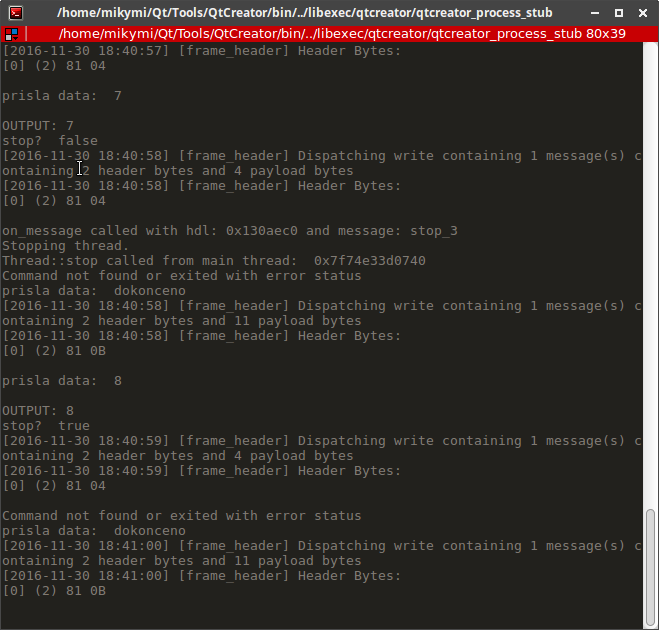 /home/mikymi/Qt/Tools/QtCreator/bin/../libexec/qtcreator/qtcreator_process_stub
/home/mikymi/Qt/Tools/QtCreator/bin/../libexec/qtcreator/qtcreator_process_stub 80x39
[2016-11-30 18:40:57] [frame_header] Header Bytes:
[0] (2) 81 04
prisla data:  7
OUTPUT: 7
stop?  false
[2016-11-30 18:40:58] [frame_header] Dispatching write containing 1 message(s) c
ontaining 2 header bytes and 4 payload bytes
[2016-11-30 18:40:58] [frame_header] Header Bytes:
[0] (2) 81 04
on_message called with hdl: 0x130aec0 and message: stop_3
Stopping thread.
Thread::stop called from main thread:  0x7f74e33d0740
Command not found or exited with error status
prisla data:  dokonceno
[2016-11-30 18:40:58] [frame_header] Dispatching write containing 1 message(s) c
ontaining 2 header bytes and 11 payload bytes
[2016-11-30 18:40:58] [frame_header] Header Bytes:
[0] (2) 81 0B
prisla data:  8
OUTPUT: 8
stop?  true
[2016-11-30 18:40:59] [frame_header] Dispatching write containing 1 message(s) c
ontaining 2 header bytes and 4 payload bytes
[2016-11-30 18:40:59] [frame_header] Header Bytes:
[0] (2) 81 04
Command not found or exited with error status
prisla data:  dokonceno
[2016-11-30 18:41:00] [frame_header] Dispatching write containing 1 message(s) c
ontaining 2 header bytes and 11 payload bytes
[2016-11-30 18:41:00] [frame_header] Header Bytes:
[0] (2) 81 0B